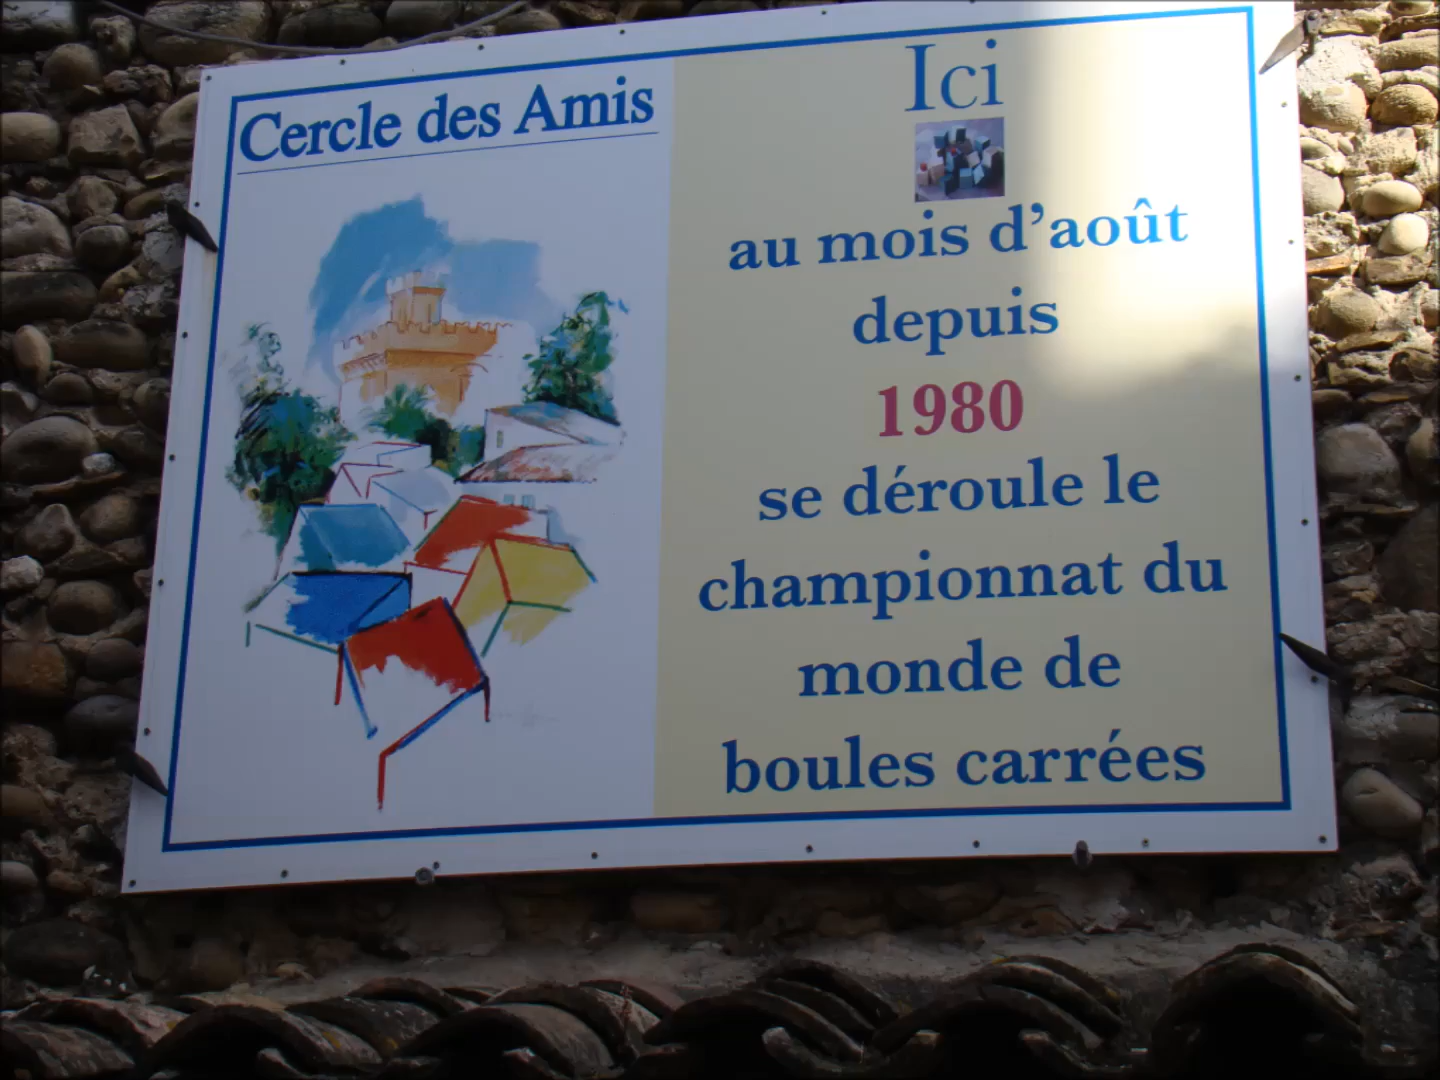 Cercle des Amis
Ici
au mois d'août
depuis
1980
se déroule le
championnat du
monde de
boules carrées